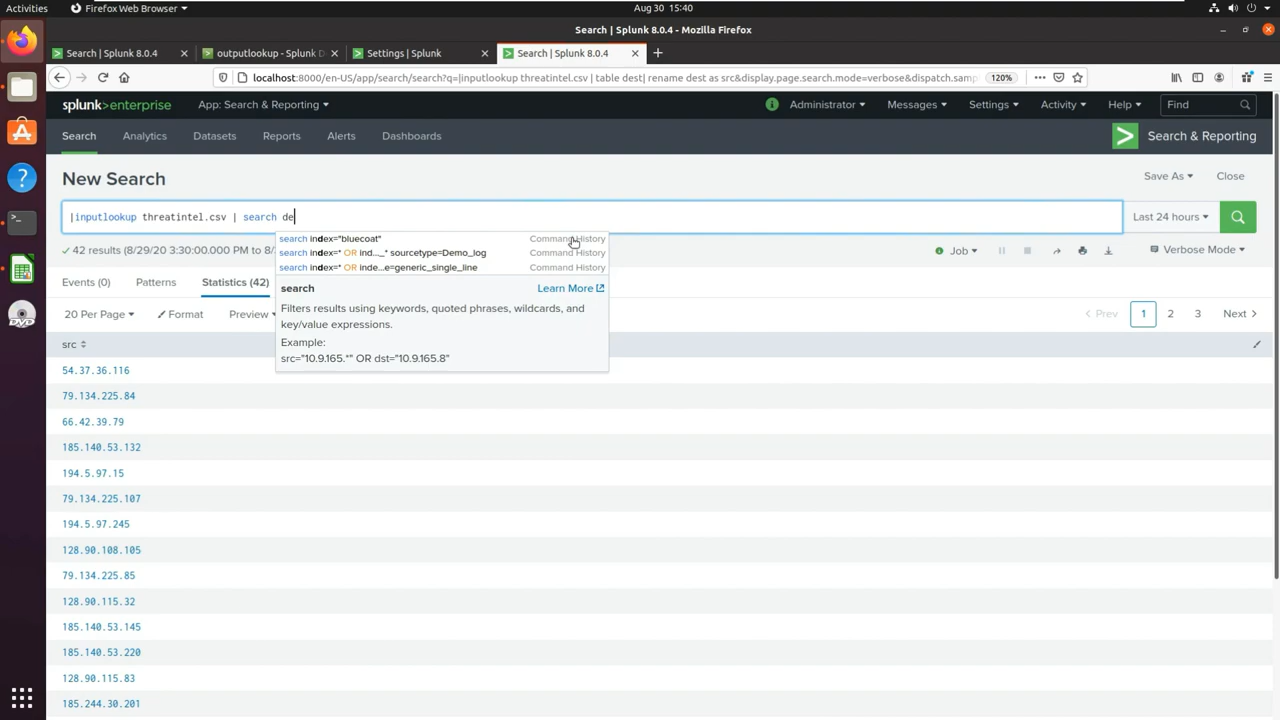 Activities Firefox Web Browser Aug 30 15:40
Search | Splunk 8.0.4 - Mozilla Firefox
Search | Splunk 8.0.4 outputlookup - Splunk D Settings | Splunk Search | Splunk 8.0.4
localhost:8000/en-US/app/search/search?q=|inputlookup threatintel.csv | table dest| rename dest as src&display.page.search.mode=verbose&dispatch.samp 120%
splunk>enterprise App: Search & Reporting Administrator Messages Settings Activity Help Find
Search Analytics Datasets Reports Alerts Dashboards Search & Reporting
New Search Save As Close
|inputlookup threatintel.csv | search de Last 24 hours
search index="bluecoat" Command History
42 results (8/29/20 3:30:00.000 PM to 8/ Job Verbose Mode
search index=* OR ind..._* sourcetype=Demo_log Command History
search index=* OR inde...e=generic_single_line Command History
Events (0) Patterns Statistics (42)
search Learn More
Filters results using keywords, quoted phrases, wildcards, and
key/value expressions.
Example:
src="10.9.165.*" OR dst="10.9.165.8"
20 Per Page Format Preview Prev 1 2 3 Next
src
54.37.36.116
79.134.225.84
66.42.39.79
185.140.53.132
194.5.97.15
79.134.225.107
194.5.97.245
128.90.108.105
79.134.225.85
128.90.115.32
185.140.53.145
185.140.53.220
128.90.115.83
185.244.30.201